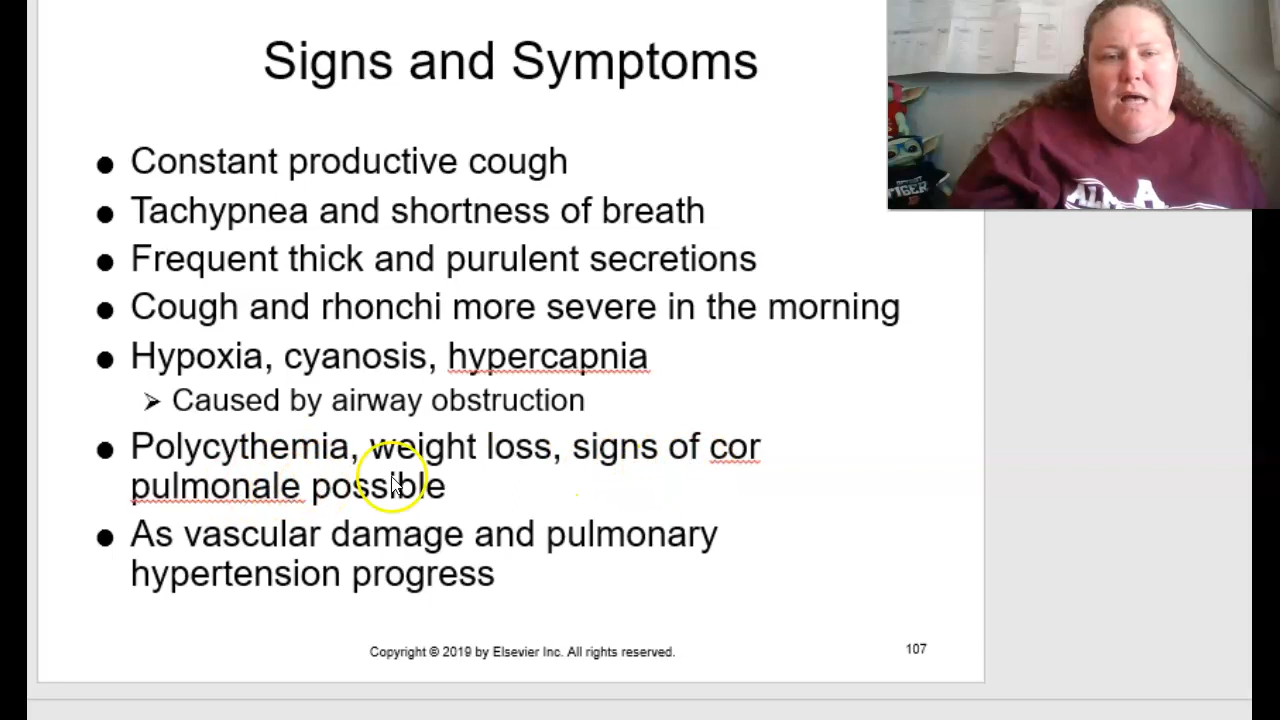 Signs and Symptoms
● Constant productive cough
● Tachypnea and shortness of breath
● Frequent thick and purulent secretions
● Cough and rhonchi more severe in the morning
● Hypoxia, cyanosis, hypercapnia
➢ Caused by airway obstruction
● Polycythemia, weight loss, signs of cor
pulmonale possible
● As vascular damage and pulmonary
hypertension progress
Copyright © 2019 by Elsevier Inc. All rights reserved.
107
TIGER